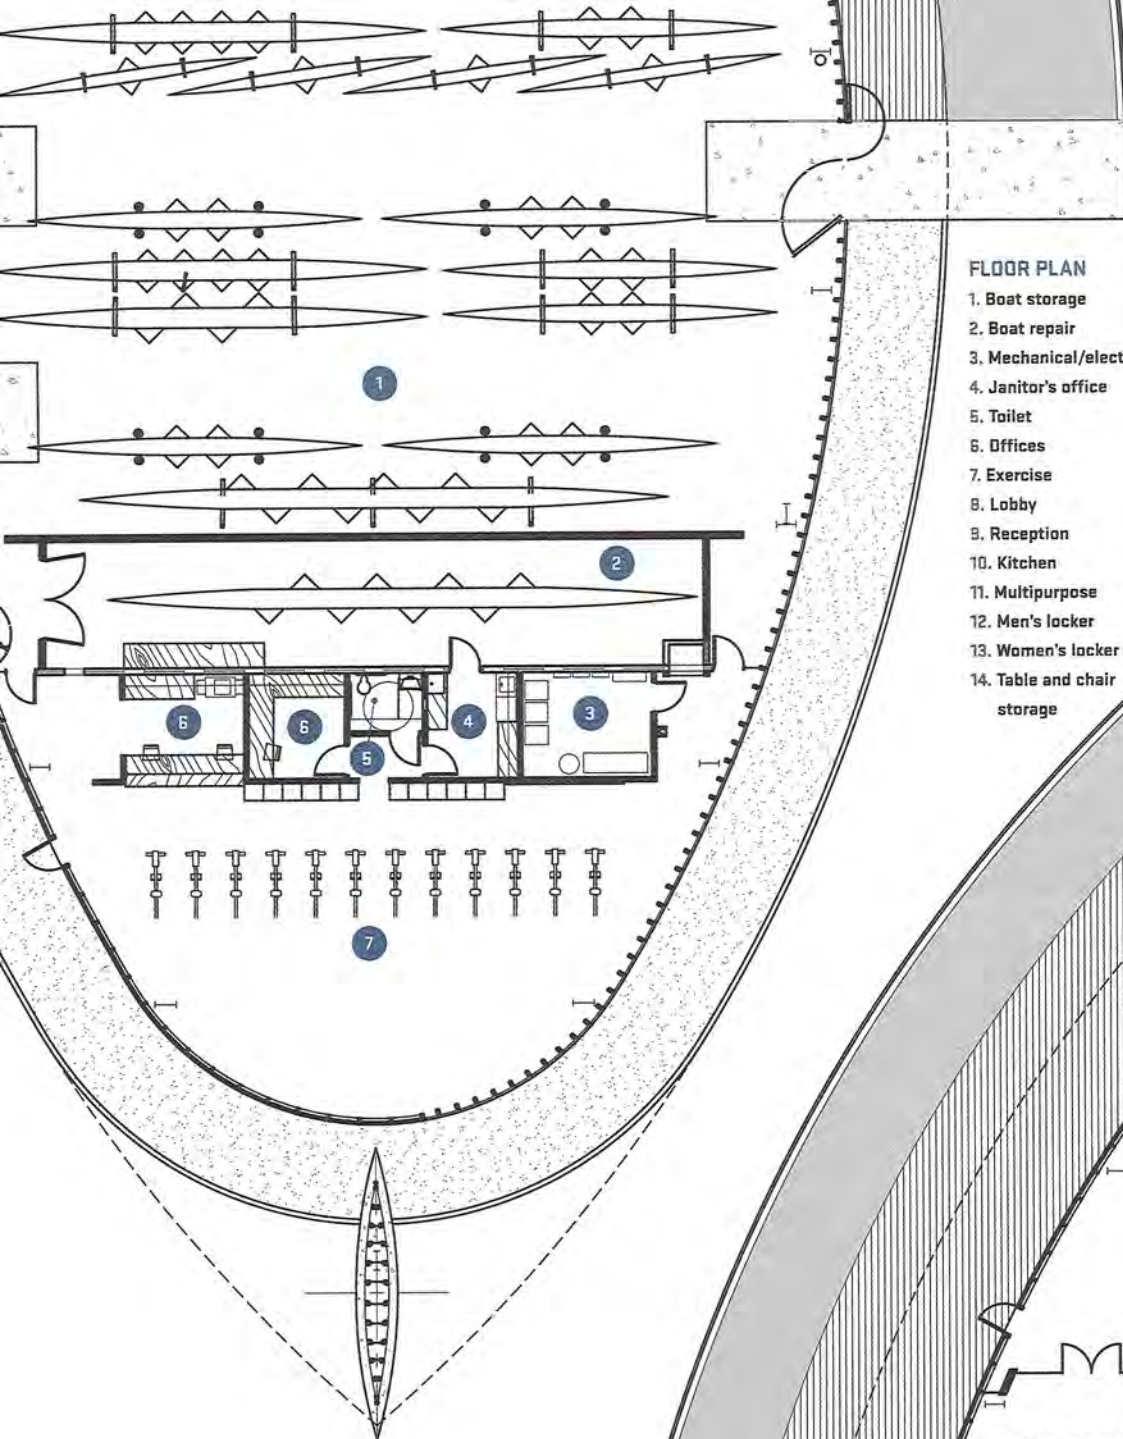 1
2
6
6
5
4
3
7
FLOOR PLAN
1. Boat storage
2. Boat repair
3. Mechanical/elect
4. Janitor's office
5. Toilet
6. Offices
7. Exercise
8. Lobby
9. Reception
10. Kitchen
11. Multipurpose
12. Men's locker
13. Women's locker
14. Table and chair
storage